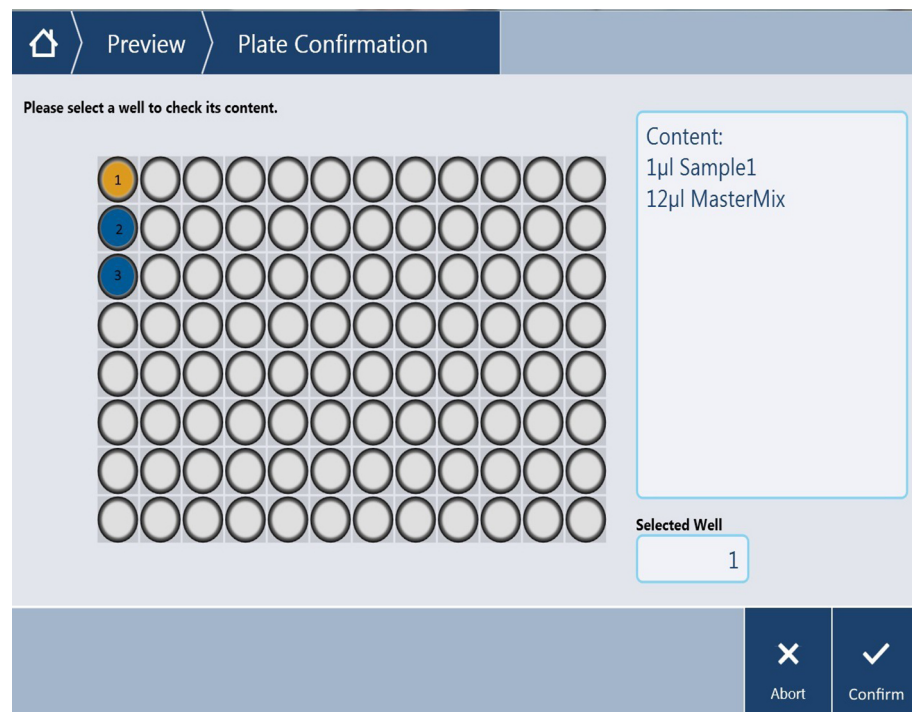 Preview Plate Confirmation
Please select a well to check its content.
1
2
3
Content:
1µl Sample1
12µl MasterMix
Selected Well
1
Abort Confirm